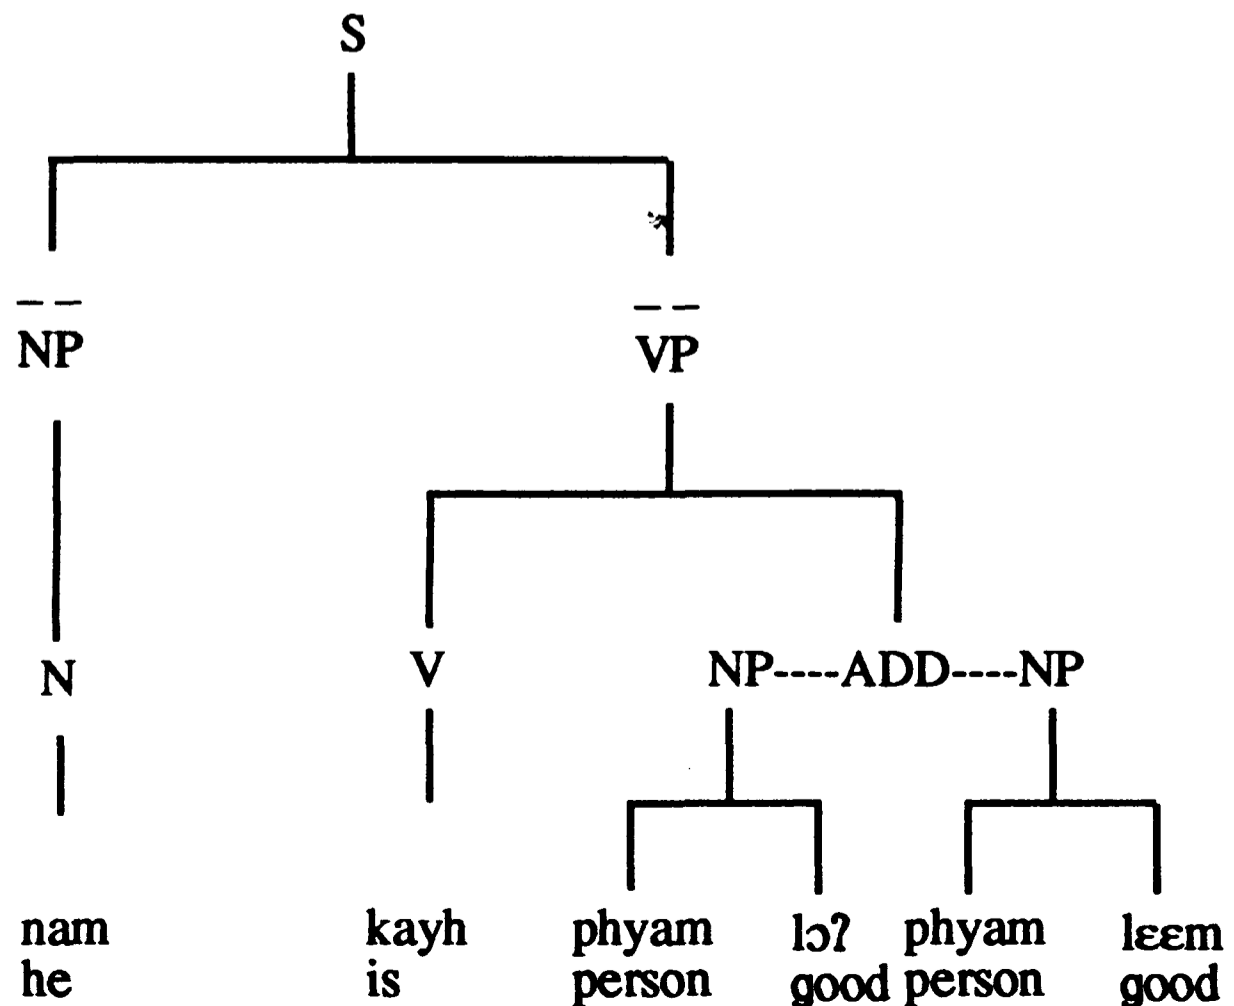 S
NP VP
N V NP----ADD----NP
nam kayh phyam lɔʔ phyam lɛɛm
he is person good person good